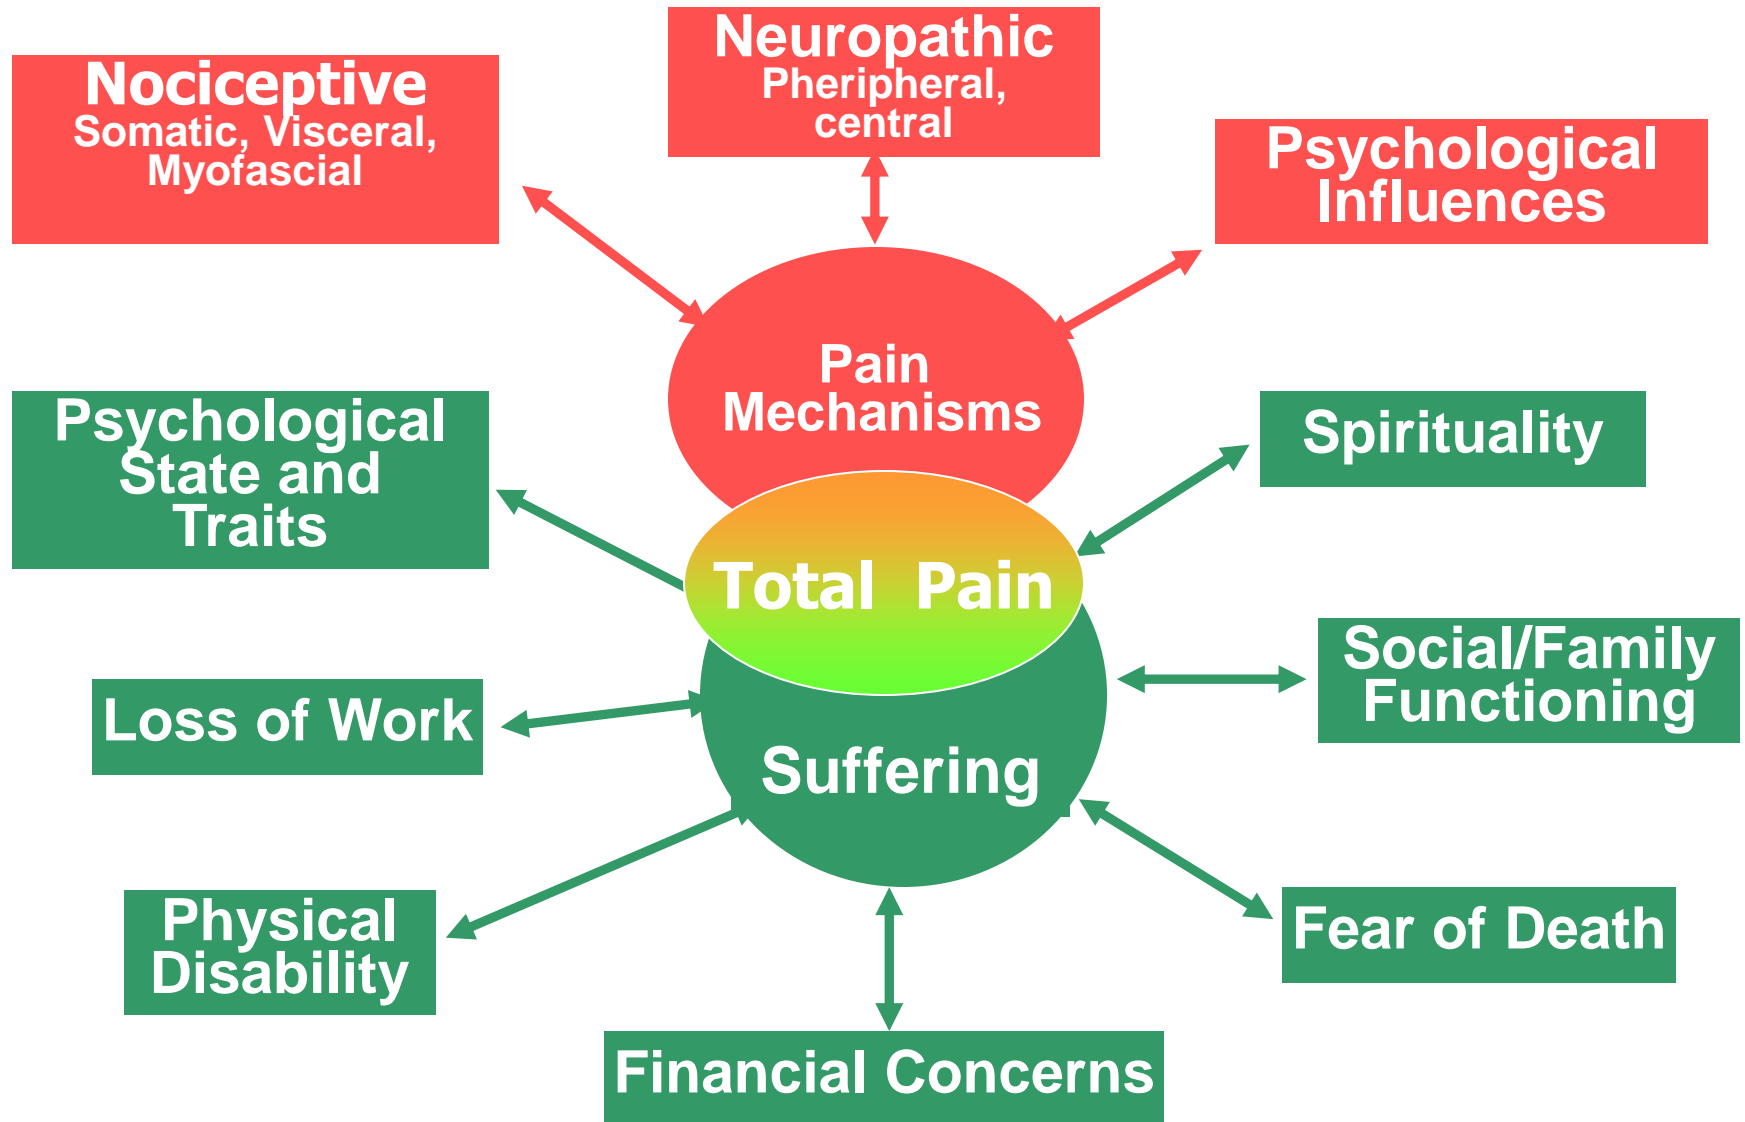 Neuropathic
Pheripheral,
central
Nociceptive
Somatic, Visceral,
Myofascial
Psychological
Influences
Pain
Mechanisms
Psychological
State and
Traits
Spirituality
Total Pain
Social/Family
Functioning
Loss of Work
Suffering
Physical
Disability
Fear of Death
Financial Concerns